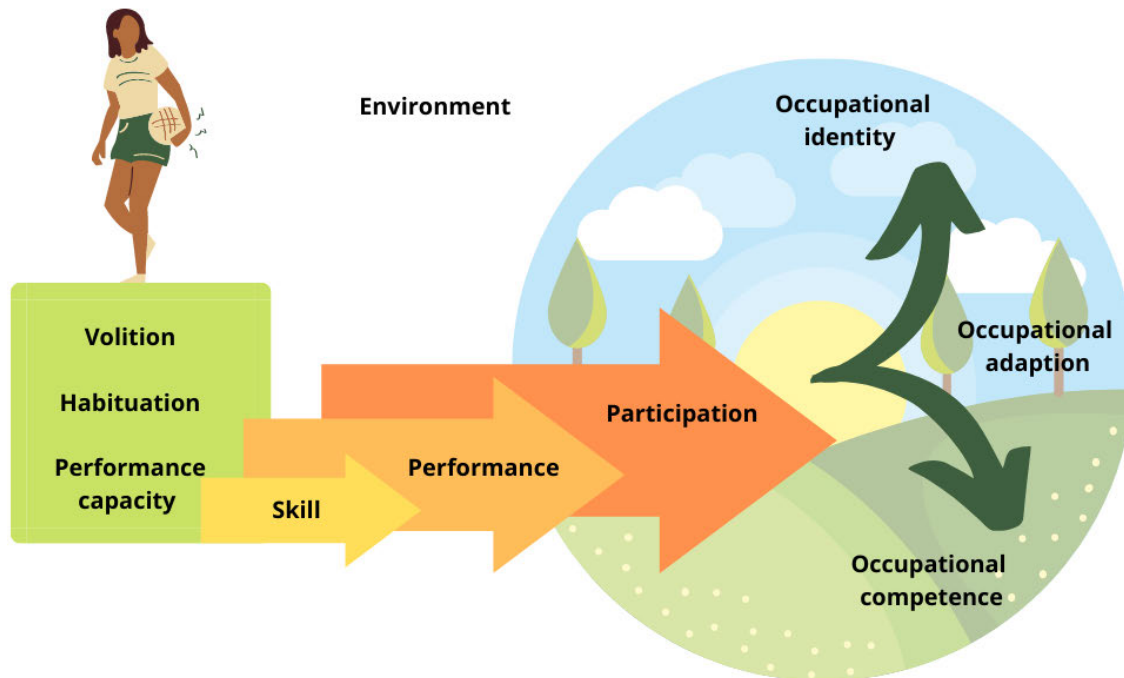 Environment
Occupational
identity
Volition
Habituation
Performance
capacity
Skill
Performance
Participation
Occupational
adaption
Occupational
competence